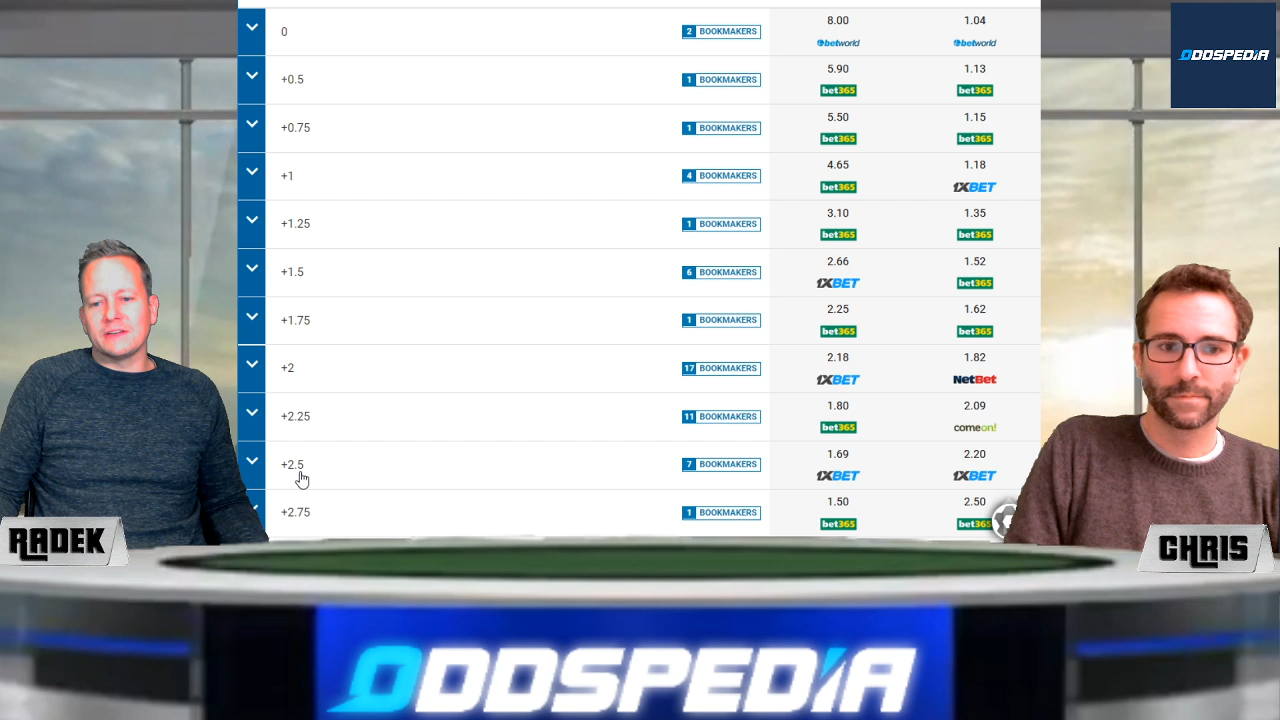 0 2 BOOKMAKERS 8.00 1.04
betworld betworld
ODDSPEDIA
+0.5 1 BOOKMAKERS 5.90 1.13
bet365 bet365
+0.75 1 BOOKMAKERS 5.50 1.15
bet365 bet365
+1 4 BOOKMAKERS 4.65 1.18
bet365 1XBET
+1.25 1 BOOKMAKERS 3.10 1.35
bet365 bet365
+1.5 6 BOOKMAKERS 2.66 1.52
1XBET bet365
+1.75 1 BOOKMAKERS 2.25 1.62
bet365 bet365
+2 17 BOOKMAKERS 2.18 1.82
1XBET NetBet
+2.25 11 BOOKMAKERS 1.80 2.09
bet365 comeon!
+2.5 7 BOOKMAKERS 1.69 2.20
1XBET 1XBET
+2.75 1 BOOKMAKERS 1.50 2.50
bet365 bet365
RADEK
CHRIS
ODDSPEDIA